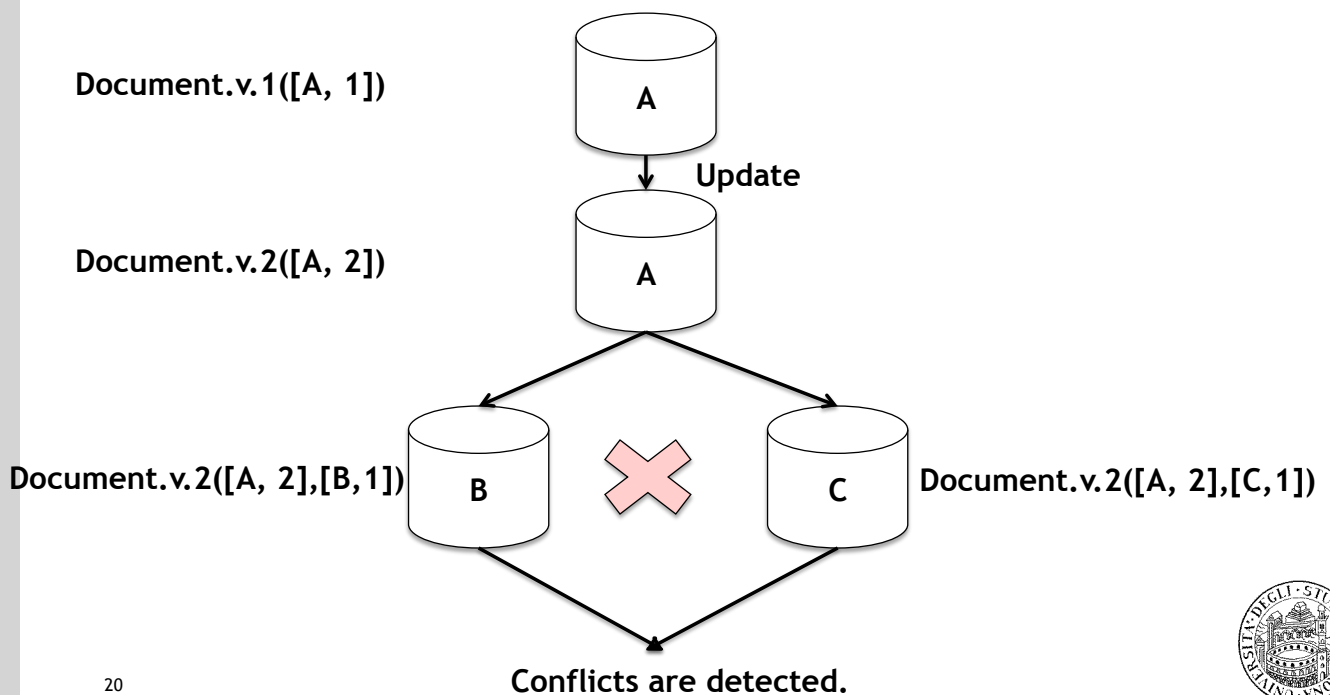 Document.v.1([A, 1])
A
Update
Document.v.2([A, 2])
A
Document.v.2([A, 2],[B,1])
B
C
Document.v.2([A, 2],[C,1])
Conflicts are detected.
20
DEGLI